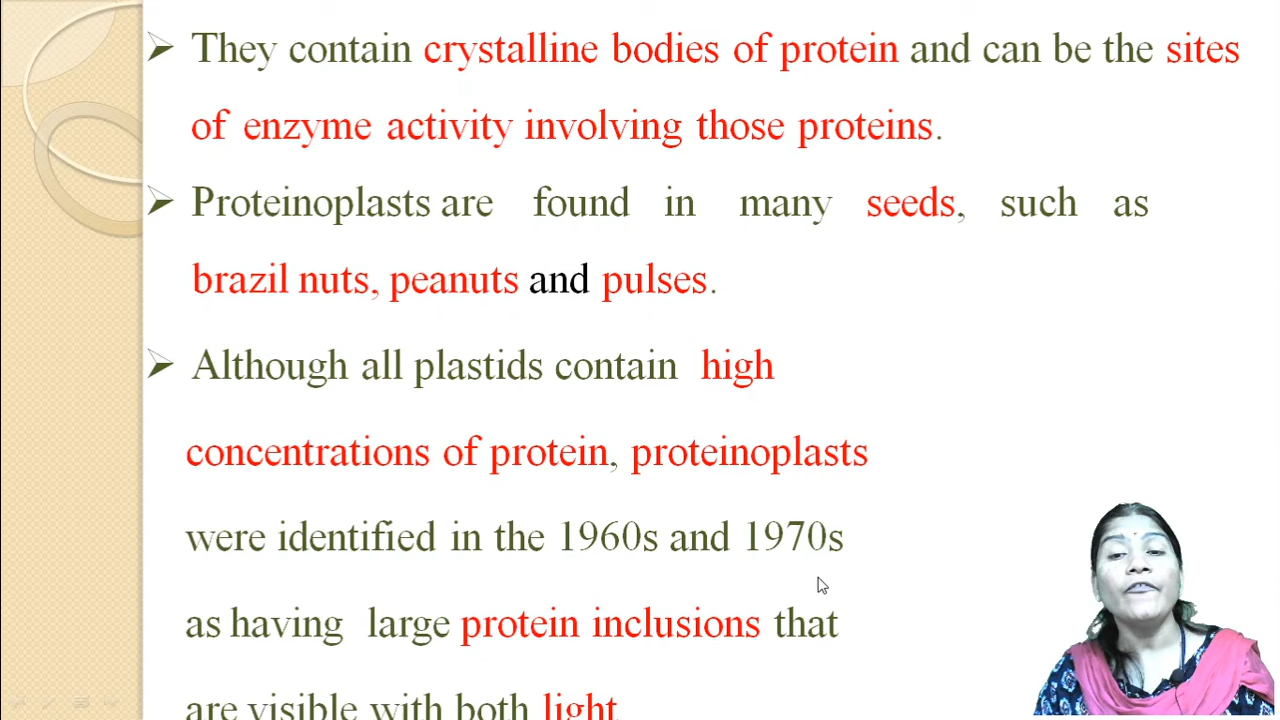 They contain crystalline bodies of protein and can be the sites
of enzyme activity involving those proteins.
Proteinoplasts are found in many seeds, such as
brazil nuts, peanuts and pulses.
Although all plastids contain high
concentrations of protein, proteinoplasts
were identified in the 1960s and 1970s
as having large protein inclusions that
are visible with both light